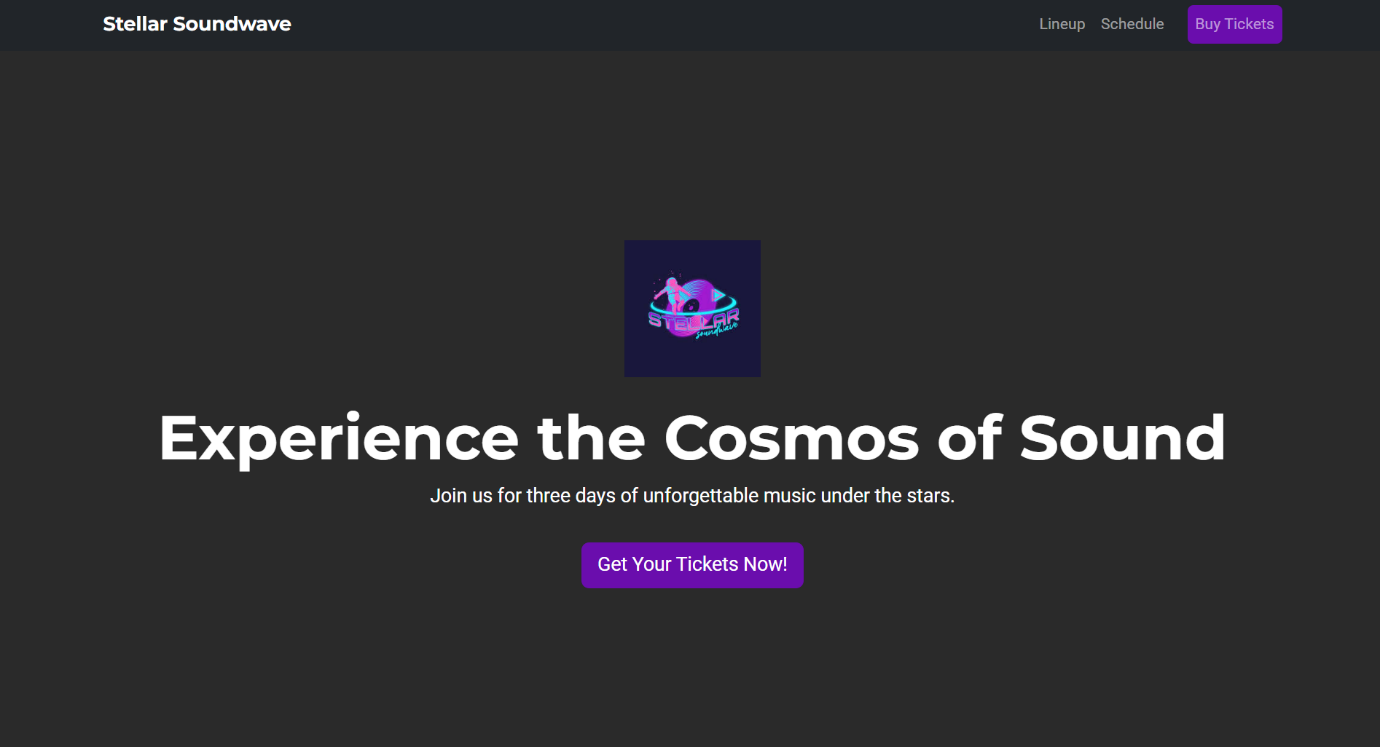 Stellar Soundwave
Lineup Schedule Buy Tickets
STELLAR
soundwave
Experience the Cosmos of Sound
Join us for three days of unforgettable music under the stars.
Get Your Tickets Now!